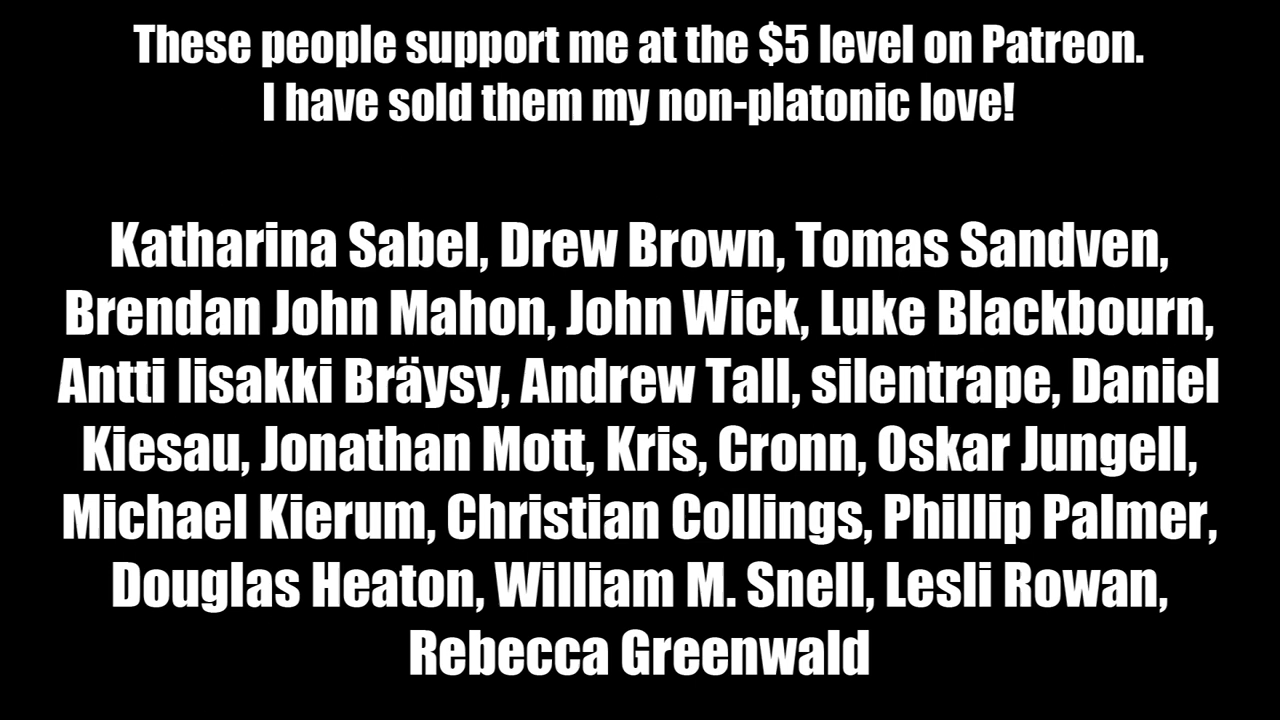 These people support me at the $5 level on Patreon.
I have sold them my non-platonic love!
Katharina Sabel, Drew Brown, Tomas Sandven,
Brendan John Mahon, John Wick, Luke Blackbourn,
Antti Iisakki Bräysy, Andrew Tall, silentrape, Daniel
Kiesau, Jonathan Mott, Kris, Cronn, Oskar Jungell,
Michael Kierum, Christian Collings, Phillip Palmer,
Douglas Heaton, William M. Snell, Lesli Rowan,
Rebecca Greenwald